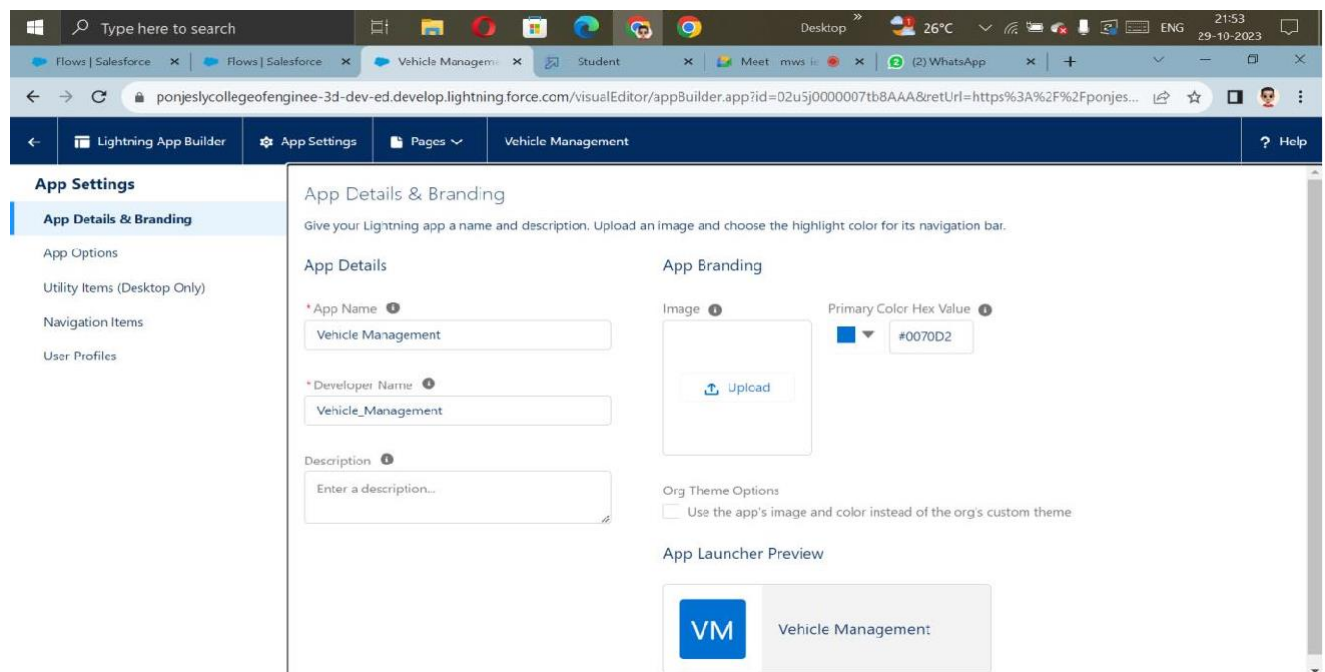 Type here to search
Desktop
»
26°C
ENG
21:53
29-10-2023
Flows | Salesforce
Flows | Salesforce
Vehicle Managem
Student
Meet
mws
(2) WhatsApp
ponjeslycollegeofenginee-3d-dev-ed.develop.lightning.force.com/visualEditor/appBuilder.app?id=02u5j0000007tb8AAA&retUrl=https%3A%2F%2Fponjes...
Lightning App Builder
App Settings
Pages
Vehicle Management
? Help
App Settings
App Details & Branding
App Options
Utility Items (Desktop Only)
Navigation Items
User Profiles
App Details & Branding
Give your Lightning app a name and description. Upload an image and choose the highlight color for its navigation bar.
App Details
*App Name
Vehicle Management
*Developer Name
Vehicle_Management
Description
Enter a description...
App Branding
Image
Upload
Primary Color Hex Value
#0070D2
Org Theme Options
Use the app's image and color instead of the org's custom theme
App Launcher Preview
VM
Vehicle Management